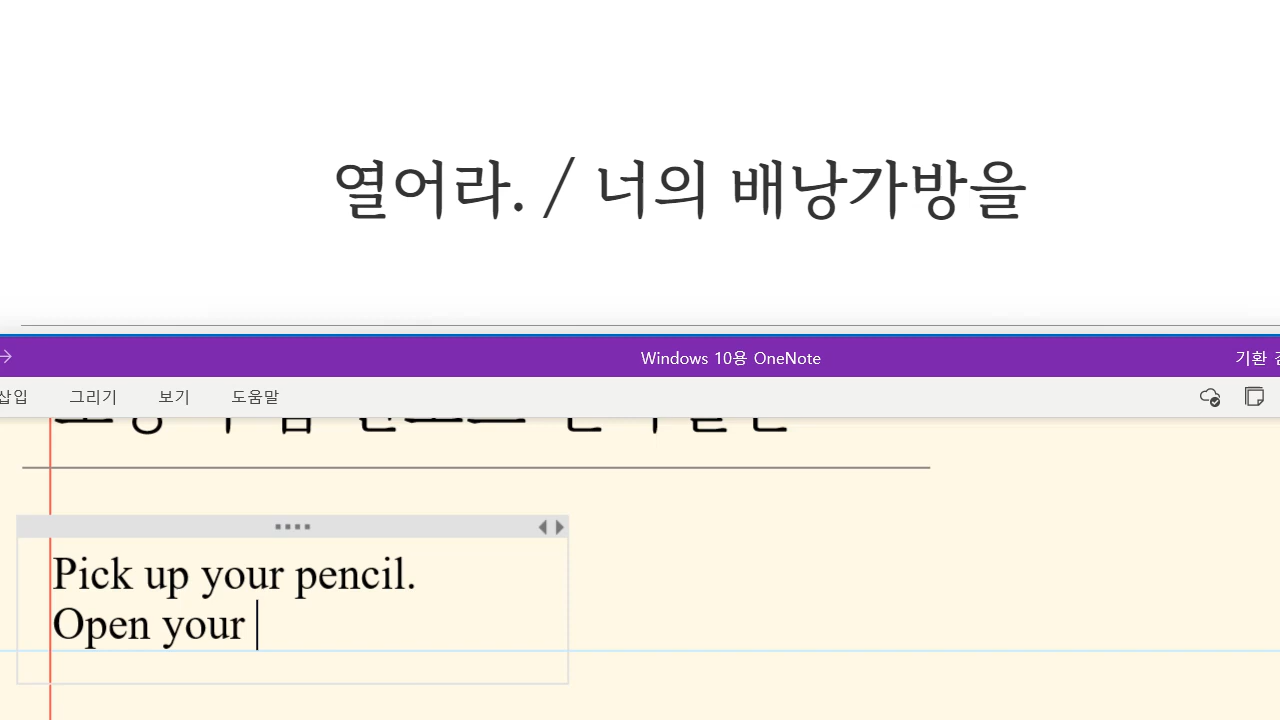 열어라. / 너의 배낭가방을
Windows 10용 OneNote
기환
삽입 그리기 보기 도움말
Pick up your pencil.
Open your